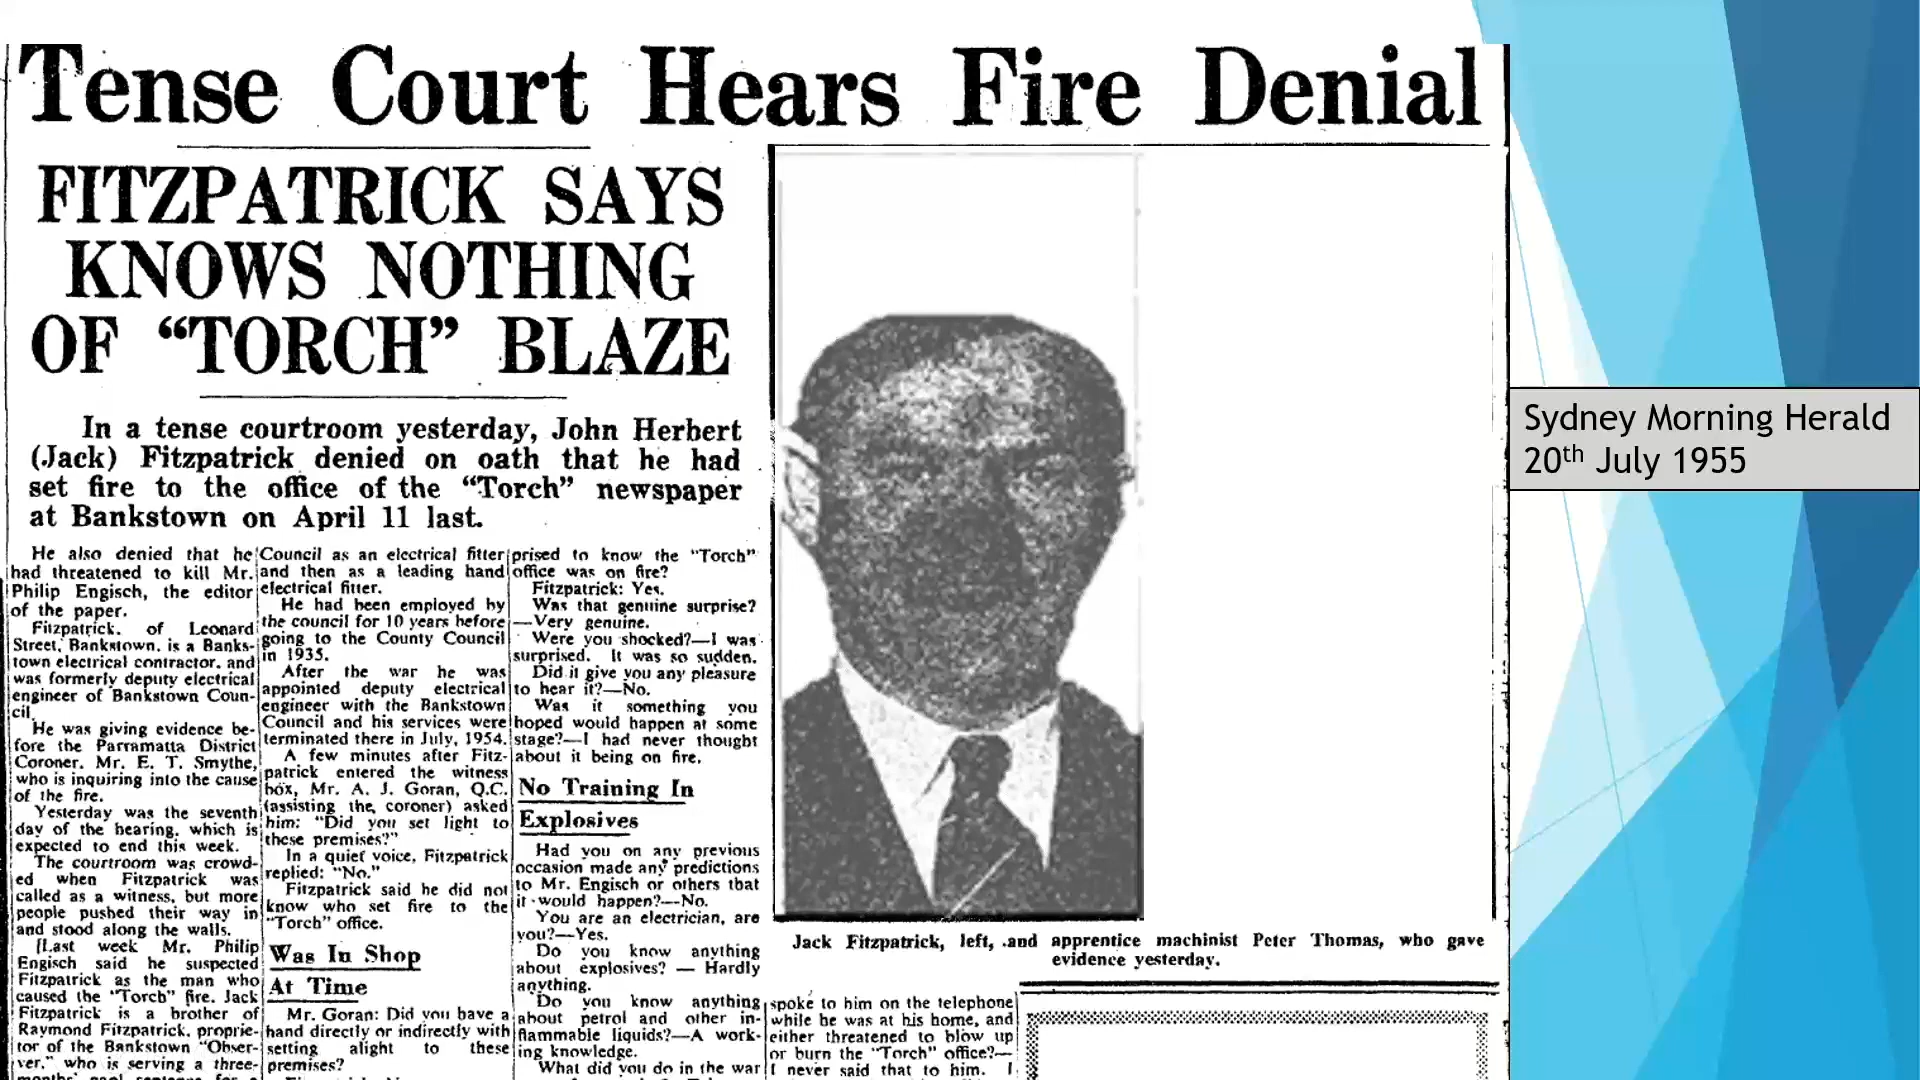 Tense Court Hears Fire Denial
FITZPATRICK SAYS
KNOWS NOTHING
OF “TORCH” BLAZE
In a tense courtroom yesterday, John Herbert
(Jack) Fitzpatrick denied on oath that he had
set fire to the office of the “Torch” newspaper
at Bankstown on April 11 last.
He also denied that he
had threatened to kill Mr.
Philip Engisch, the editor
of the paper.
Fitzpatrick, of Leonard
Street, Bankstown, is a Banks-
town electrical contractor, and
was formerly deputy electrical
engineer of Bankstown Coun-
cil.
He was giving evidence be-
fore the Parramatta District
Coroner, Mr. E. T. Smythe,
who is inquiring into the cause
of the fire.
Yesterday was the seventh
day of the hearing, which is
expected to end this week.
The courtroom was crowd-
ed when Fitzpatrick was
called as a witness, but more
people pushed their way in
and stood along the walls.
[Last week Mr. Philip
Engisch said he suspected
Fitzpatrick as the man who
caused the “Torch” fire. Jack
Fitzpatrick is a brother of
Raymond Fitzpatrick, proprie-
tor of the Bankstown “Obser-
ver,” who is serving a three-
months' gaol sentence for a
Council as an electrical fitter
and then as a leading hand
electrical fitter.
He had been employed by
the council for 10 years before
going to the County Council
in 1935.
After the war he was
appointed deputy electrical
engineer with the Bankstown
Council and his services were
terminated there in July, 1954.
A few minutes after Fitz-
patrick entered the witness
box, Mr. A. J. Goran, Q.C.
(assisting the coroner) asked
him: “Did you set light to
these premises?”
In a quiet voice, Fitzpatrick
replied: “No.”
Fitzpatrick said he did not
know who set fire to the
“Torch” office.
Was In Shop
At Time
Mr. Goran: Did you have a
hand directly or indirectly with
setting alight to these
premises?
prised to know the “Torch”
office was on fire?
Fitzpatrick: Yes.
Was that genuine surprise?
—Very genuine.
Were you shocked?—I was
surprised. It was so sudden.
Did it give you any pleasure
to hear it?—No.
Was it something you
hoped would happen at some
stage?—I had never thought
about it being on fire.
No Training In
Explosives
Had you on any previous
occasion made any predictions
to Mr. Engisch or others that
it would happen?—No.
You are an electrician, are
you?—Yes.
Do you know anything
about explosives? — Hardly
anything.
Do you know anything
about petrol and other in-
flammable liquids?—A work-
ing knowledge.
What did you do in the war
Jack Fitzpatrick, left, and apprentice machinist Peter Thomas, who gave
evidence yesterday.
spoke to him on the telephone
while he was at his home, and
either threatened to blow up
or burn the “Torch” office?—
I never said that to him. I
Sydney Morning Herald
20th July 1955